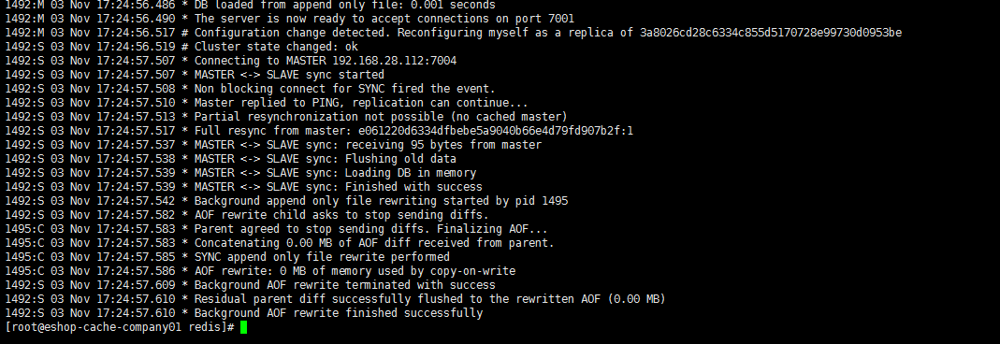 1492:M 03 Nov 17:24:56.486 * DB loaded from append only file: 0.001 seconds
1492:M 03 Nov 17:24:56.490 * The server is now ready to accept connections on port 7001
1492:M 03 Nov 17:24:56.517 # Configuration change detected. Reconfiguring myself as a replica of 3a8026cd28c6334c855d5170728e99730d0953be
1492:S 03 Nov 17:24:56.519 # Cluster state changed: ok
1492:S 03 Nov 17:24:57.507 * Connecting to MASTER 192.168.28.112:7004
1492:S 03 Nov 17:24:57.507 * MASTER <-> SLAVE sync started
1492:S 03 Nov 17:24:57.508 * Non blocking connect for SYNC fired the event.
1492:S 03 Nov 17:24:57.510 * Master replied to PING, replication can continue...
1492:S 03 Nov 17:24:57.513 * Partial resynchronization not possible (no cached master)
1492:S 03 Nov 17:24:57.517 * Full resync from master: e061220d6334dfbebe5a9040b66e4d79fd907b2f:1
1492:S 03 Nov 17:24:57.537 * MASTER <-> SLAVE sync: receiving 95 bytes from master
1492:S 03 Nov 17:24:57.538 * MASTER <-> SLAVE sync: Flushing old data
1492:S 03 Nov 17:24:57.539 * MASTER <-> SLAVE sync: Loading DB in memory
1492:S 03 Nov 17:24:57.539 * MASTER <-> SLAVE sync: Finished with success
1492:S 03 Nov 17:24:57.542 * Background append only file rewriting started by pid 1495
1492:S 03 Nov 17:24:57.582 * AOF rewrite child asks to stop sending diffs.
1495:C 03 Nov 17:24:57.583 * Parent agreed to stop sending diffs. Finalizing AOF...
1495:C 03 Nov 17:24:57.583 * Concatenating 0.00 MB of AOF diff received from parent.
1495:C 03 Nov 17:24:57.585 * SYNC append only file rewrite performed
1495:C 03 Nov 17:24:57.586 * AOF rewrite: 0 MB of memory used by copy-on-write
1492:S 03 Nov 17:24:57.609 * Background AOF rewrite terminated with success
1492:S 03 Nov 17:24:57.610 * Residual parent diff successfully flushed to the rewritten AOF (0.00 MB)
1492:S 03 Nov 17:24:57.610 * Background AOF rewrite finished successfully
[root@eshop-cache-company01 redis]#